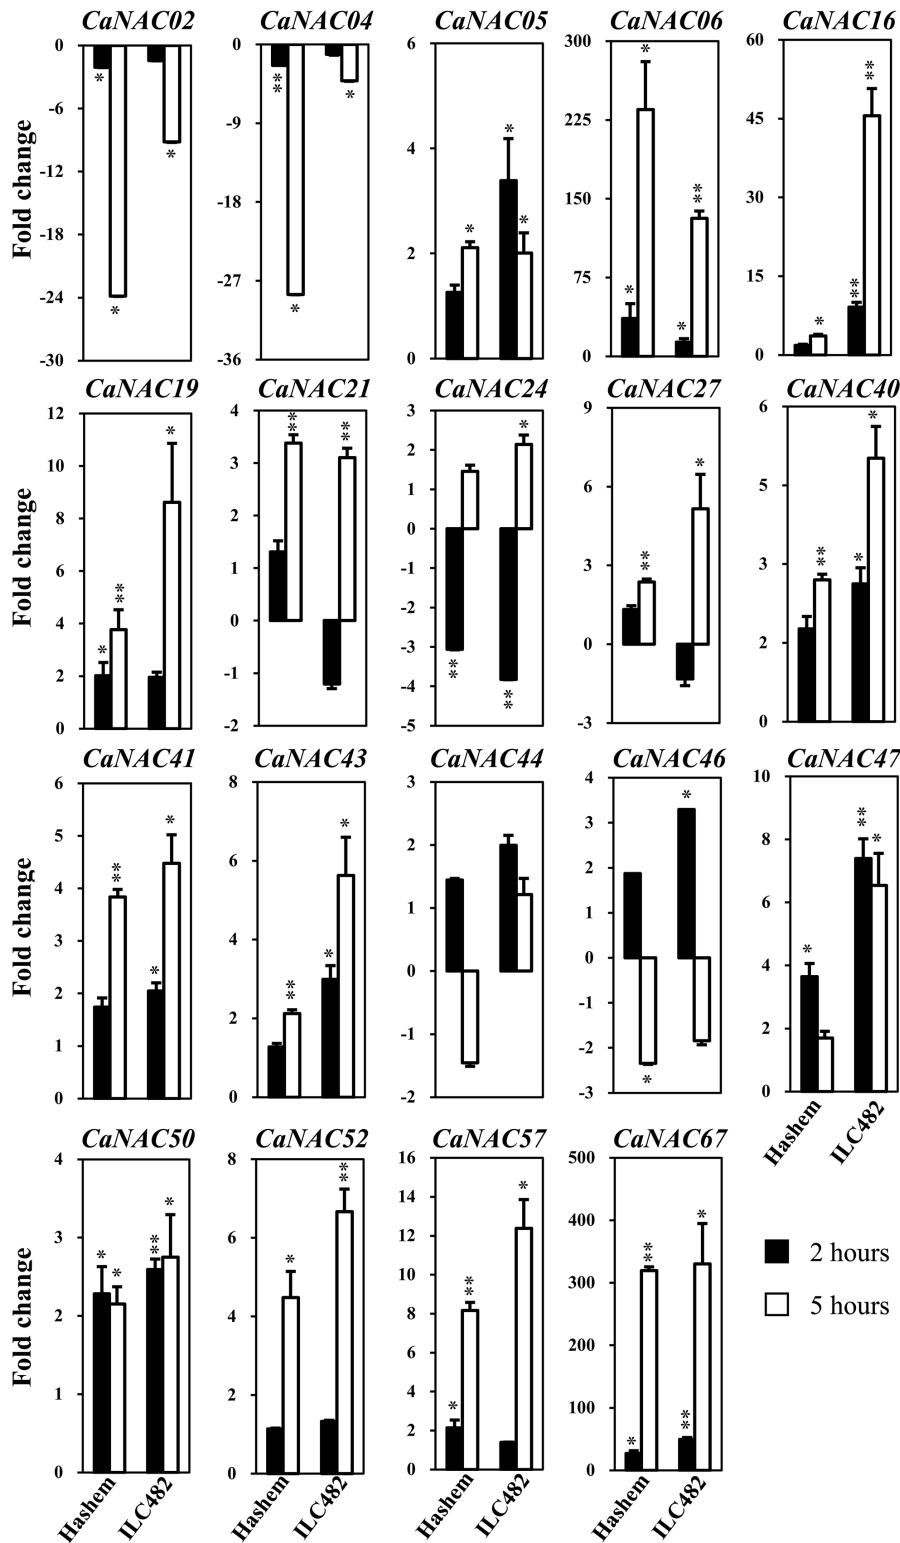 CaNAC02 CaNAC04 CaNAC05 CaNAC06 CaNAC16
Fold change
0 -6 -12 -18 -24 -30
* * *
0 -9 -18 -27 -36
** * *
6 4 2 0
* * *
300 225 150 75 0
* * * **
60 45 30 15 0
* ** **
CaNAC19 CaNAC21 CaNAC24 CaNAC27 CaNAC40
Fold change
12 10 8 6 4 2 0
* ** *
4 3 2 1 0 -1 -2
** **
3 2 1 0 -1 -2 -3 -4 -5
** ** *
9 6 3 0 -3
** *
6 5 3 2 0
** * *
CaNAC41 CaNAC43 CaNAC44 CaNAC46 CaNAC47
Fold change
6 5 4 3 2 1 0
** * *
8 6 4 2 0
** * *
3 2 1 0 -1 -2
4 3 2 1 0 -1 -2 -3
* *
10 8 6 4 2 0
* ** *
Hashem ILC482
CaNAC50 CaNAC52 CaNAC57 CaNAC67
Fold change
4 3 2 1 0
* * ** *
Hashem ILC482
8 6 4 2 0
* **
Hashem ILC482
16 14 12 10 8 6 4 2 0
* ** *
Hashem ILC482
500 400 300 200 100 0
* ** ** *
Hashem ILC482
2 hours
5 hours